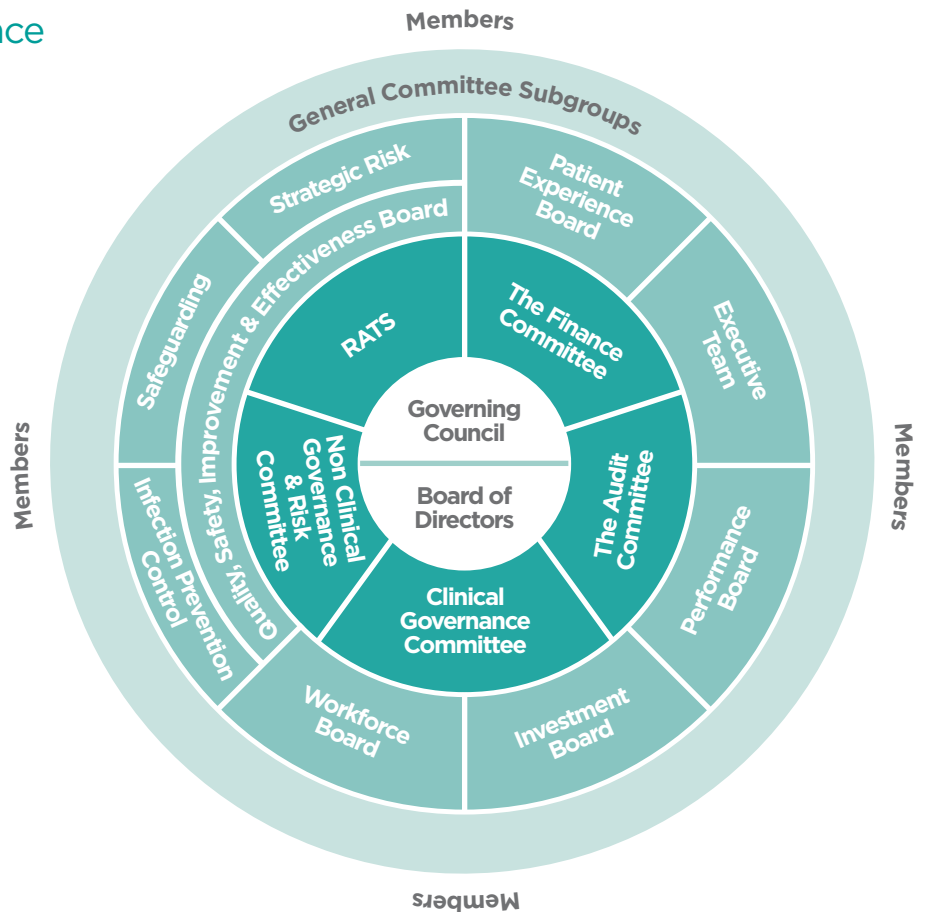 nce
Members
General Committee Subgroups
Strategic Risk
Patient
Experience
Board
Quality, Safety, Improvement & Effectiveness Board
Safeguarding
RATS
The Finance
Committee
Executive
Team
Governing
Council
Members
Members
Non Clinical
Governance
& Risk
Committee
Board of
Directors
The Audit
Committee
Infection Prevention
Control
Performance
Board
Clinical
Governance
Committee
Workforce
Board
Investment
Board
Members